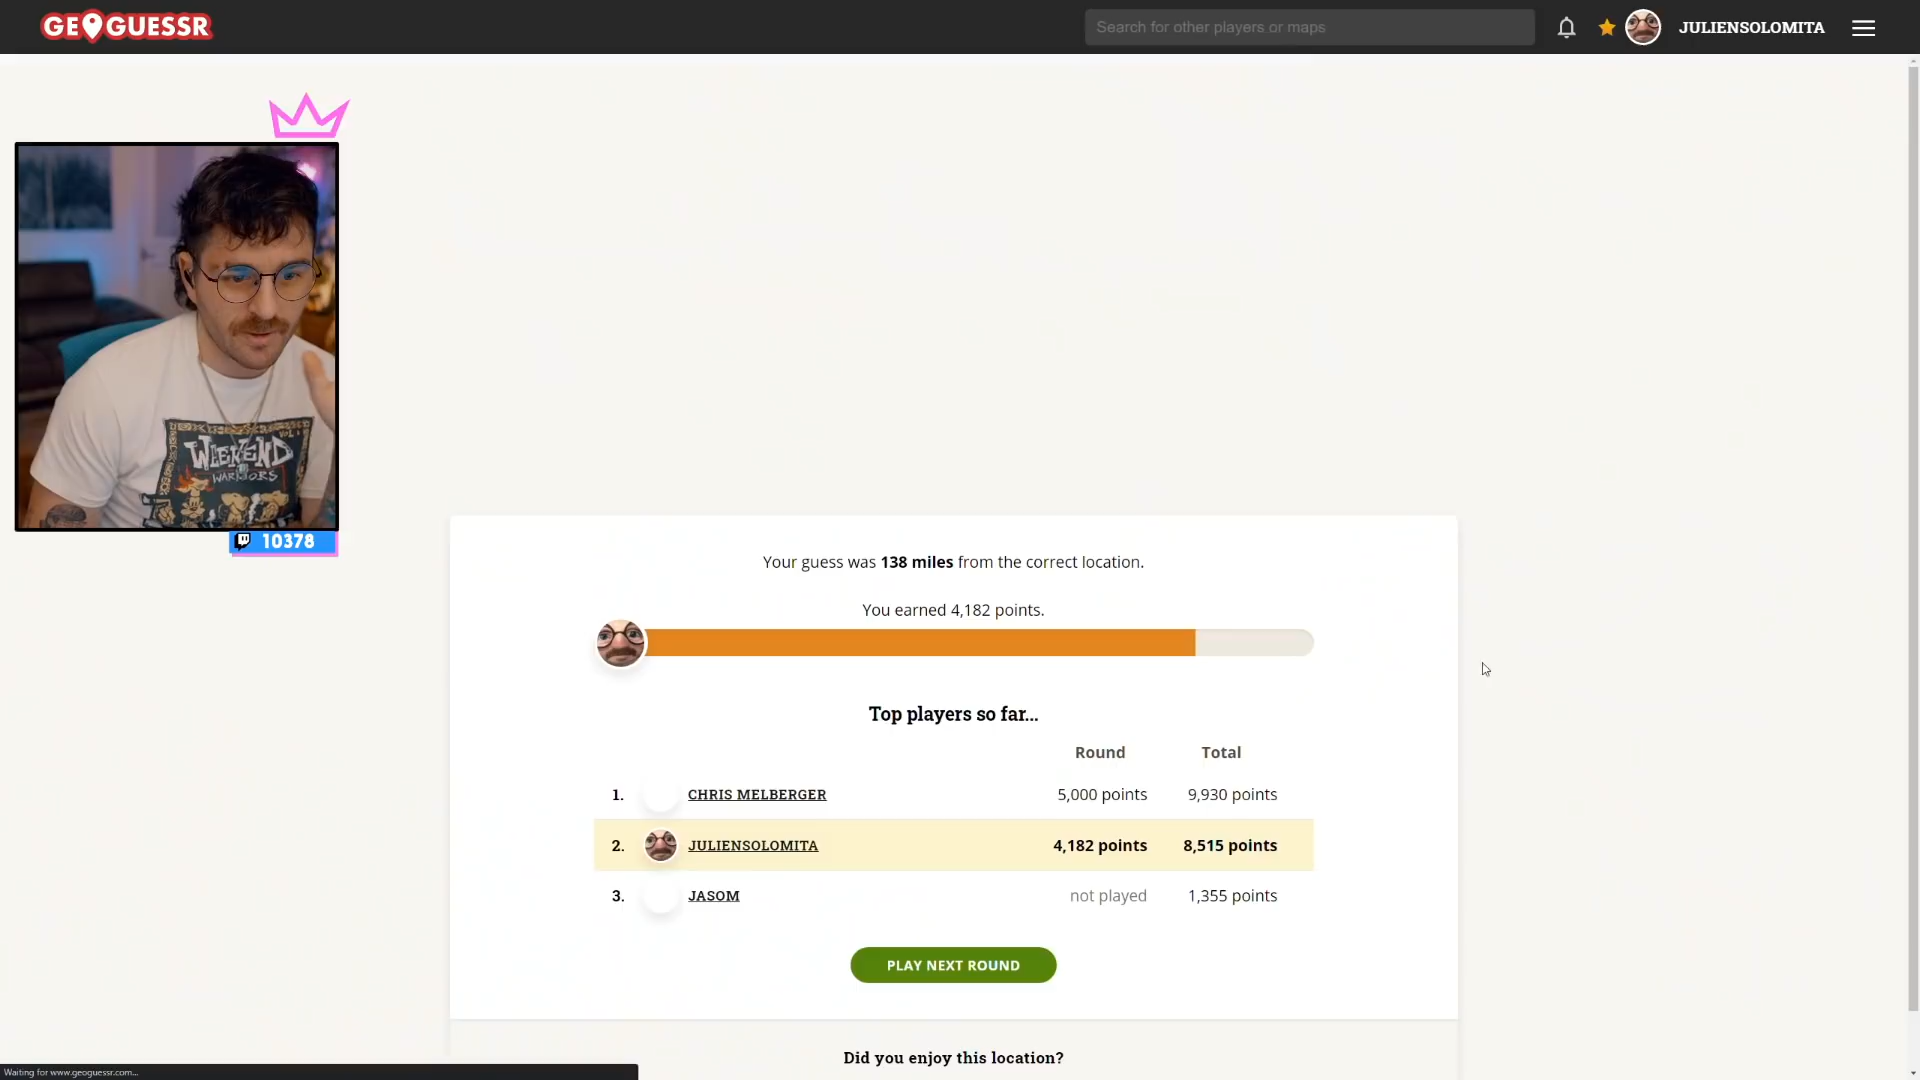 GEOGUESSR
Search for other players or maps
JULIENSOLOMITA
VOL 1
WEEKEND
WARRIORS
10378
Your guess was 138 miles from the correct location.
You earned 4,182 points.
Top players so far...
Round Total
1. CHRIS MELBERGER 5,000 points 9,930 points
2. JULIENSOLOMITA 4,182 points 8,515 points
3. JASOM not played 1,355 points
PLAY NEXT ROUND
Did you enjoy this location?
Waiting for www.geoguessr.com...